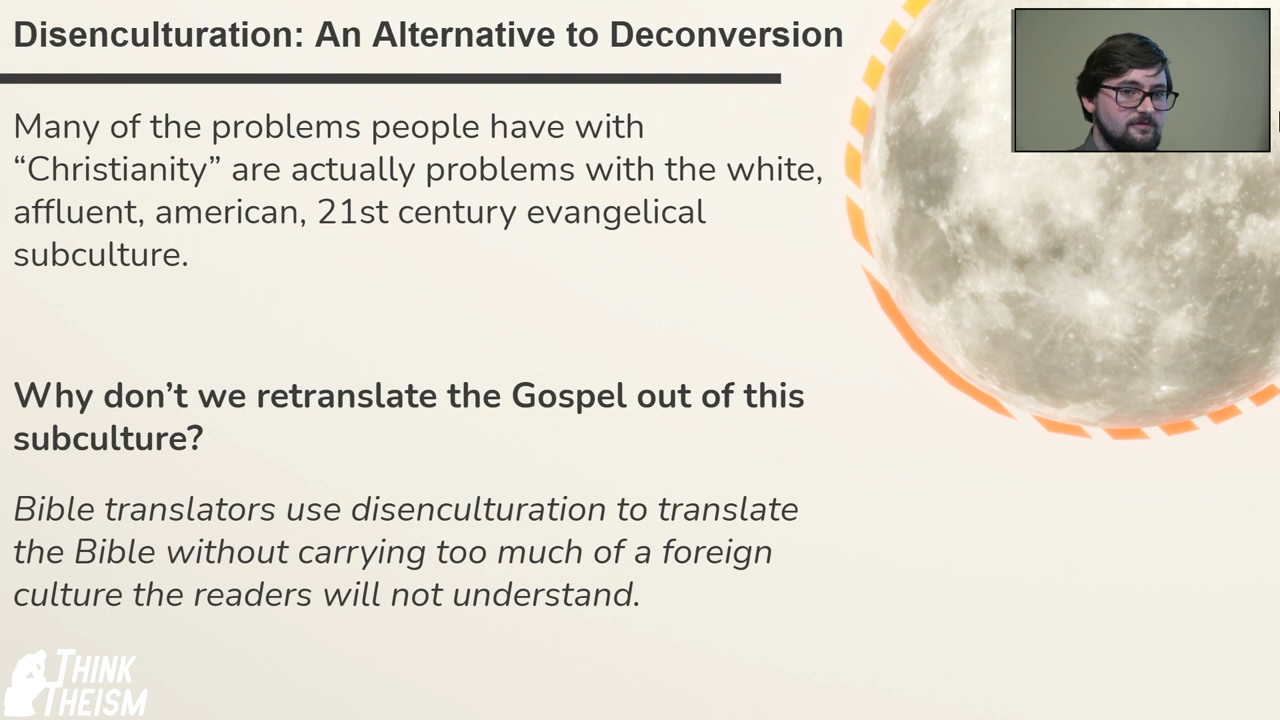 Disenculturation: An Alternative to Deconversion
Many of the problems people have with
“Christianity” are actually problems with the white,
affluent, american, 21st century evangelical
subculture.
Why don’t we retranslate the Gospel out of this
subculture?
Bible translators use disenculturation to translate
the Bible without carrying too much of a foreign
culture the readers will not understand.
THINK
THEISM